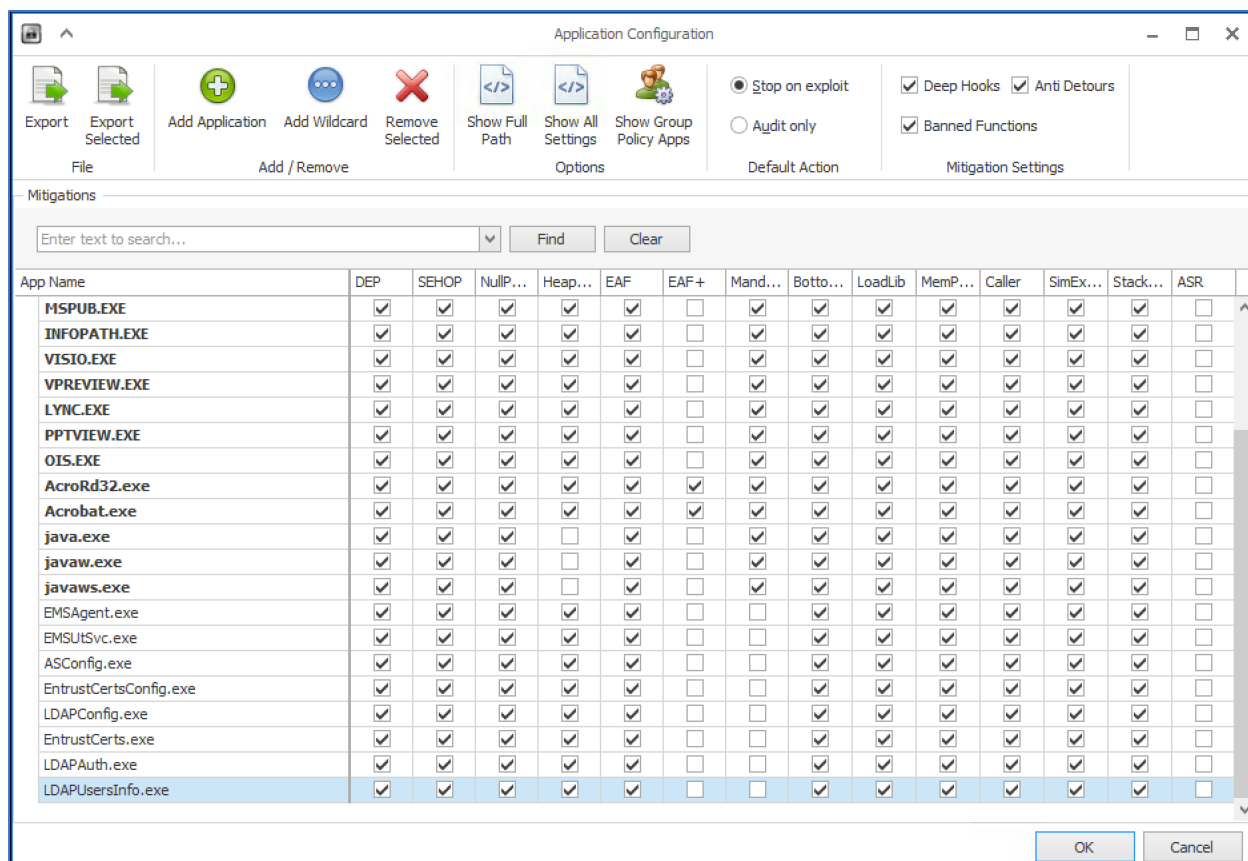 Application Configuration
Export
Export Selected
Add Application
Add Wildcard
Remove Selected
Show Full Path
Show All Settings
Show Group Policy Apps
Stop on exploit
Audit only
Deep Hooks
Anti Detours
Banned Functions
File
Add / Remove
Options
Default Action
Mitigation Settings
Mitigations
Enter text to search...
Find
Clear
App Name DEP SEHOP NullP... Heap... EAF EAF+ Mand... Botto... LoadLib MemP... Caller SimEx... Stack... ASR
MSPUB.EXE
INFOPATH.EXE
VISIO.EXE
VPREVIEW.EXE
LYNC.EXE
PPTVIEW.EXE
OIS.EXE
AcroRd32.exe
Acrobat.exe
java.exe
javaw.exe
javaws.exe
EMSAgent.exe
EMSUtSvc.exe
ASConfig.exe
EntrustCertsConfig.exe
LDAPConfig.exe
EntrustCerts.exe
LDAPAuth.exe
LDAPUsersInfo.exe
OK
Cancel